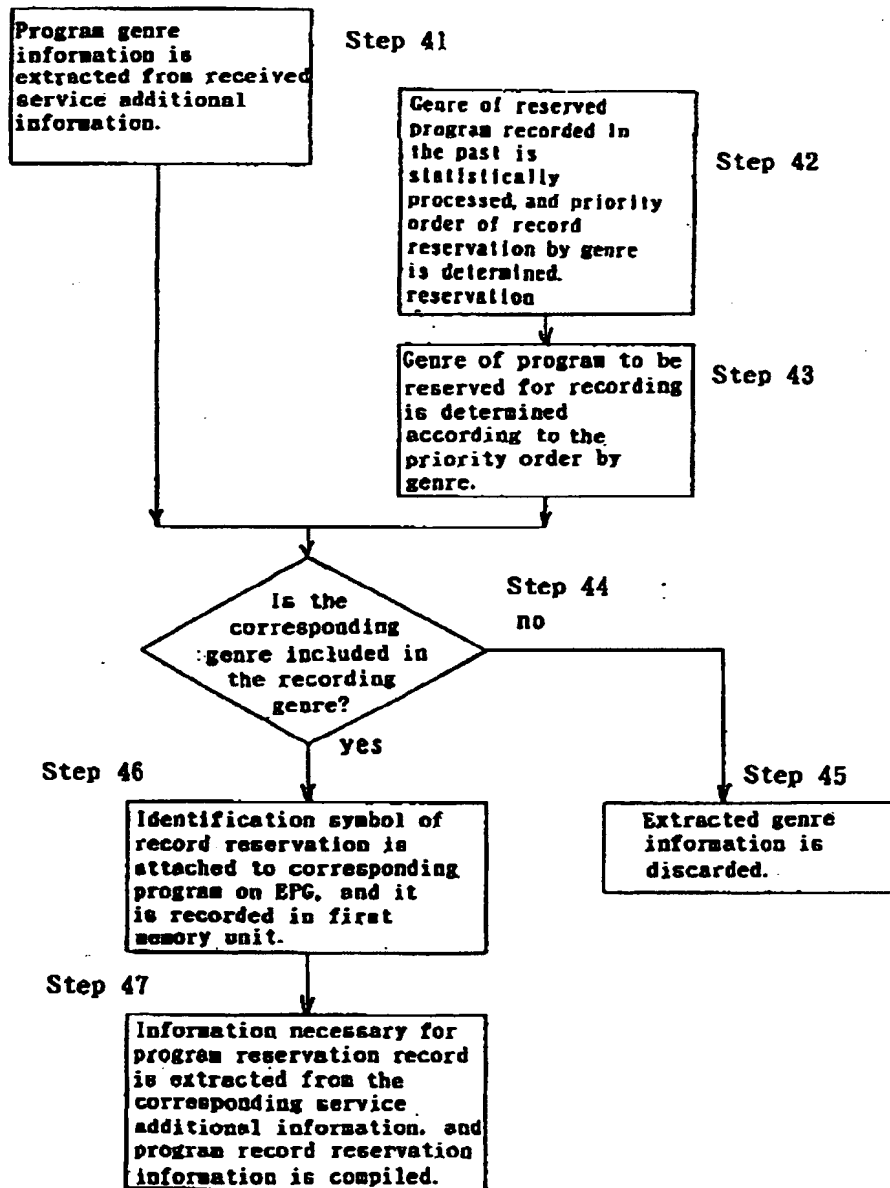 Program genre
information is
extracted from received
service additional
information.
Step 41
Genre of reserved
program recorded in
the past is
statistically
processed, and priority
order of record
reservation by genre
is determined.
reservation
Step 42
Genre of program to be
reserved for recording
is determined
according to the
priority order by
genre.
Step 43
Is the
corresponding
genre included in
the recording
genre?
Step 44
no
yes
Step 46
Step 45
Identification symbol of
record reservation is
attached to corresponding
program on EPG, and it
is recorded in first
memory unit.
Extracted genre
information is
discarded.
Step 47
Information necessary for
program reservation record
is extracted from the
corresponding service
additional information, and
program record reservation
information is compiled.